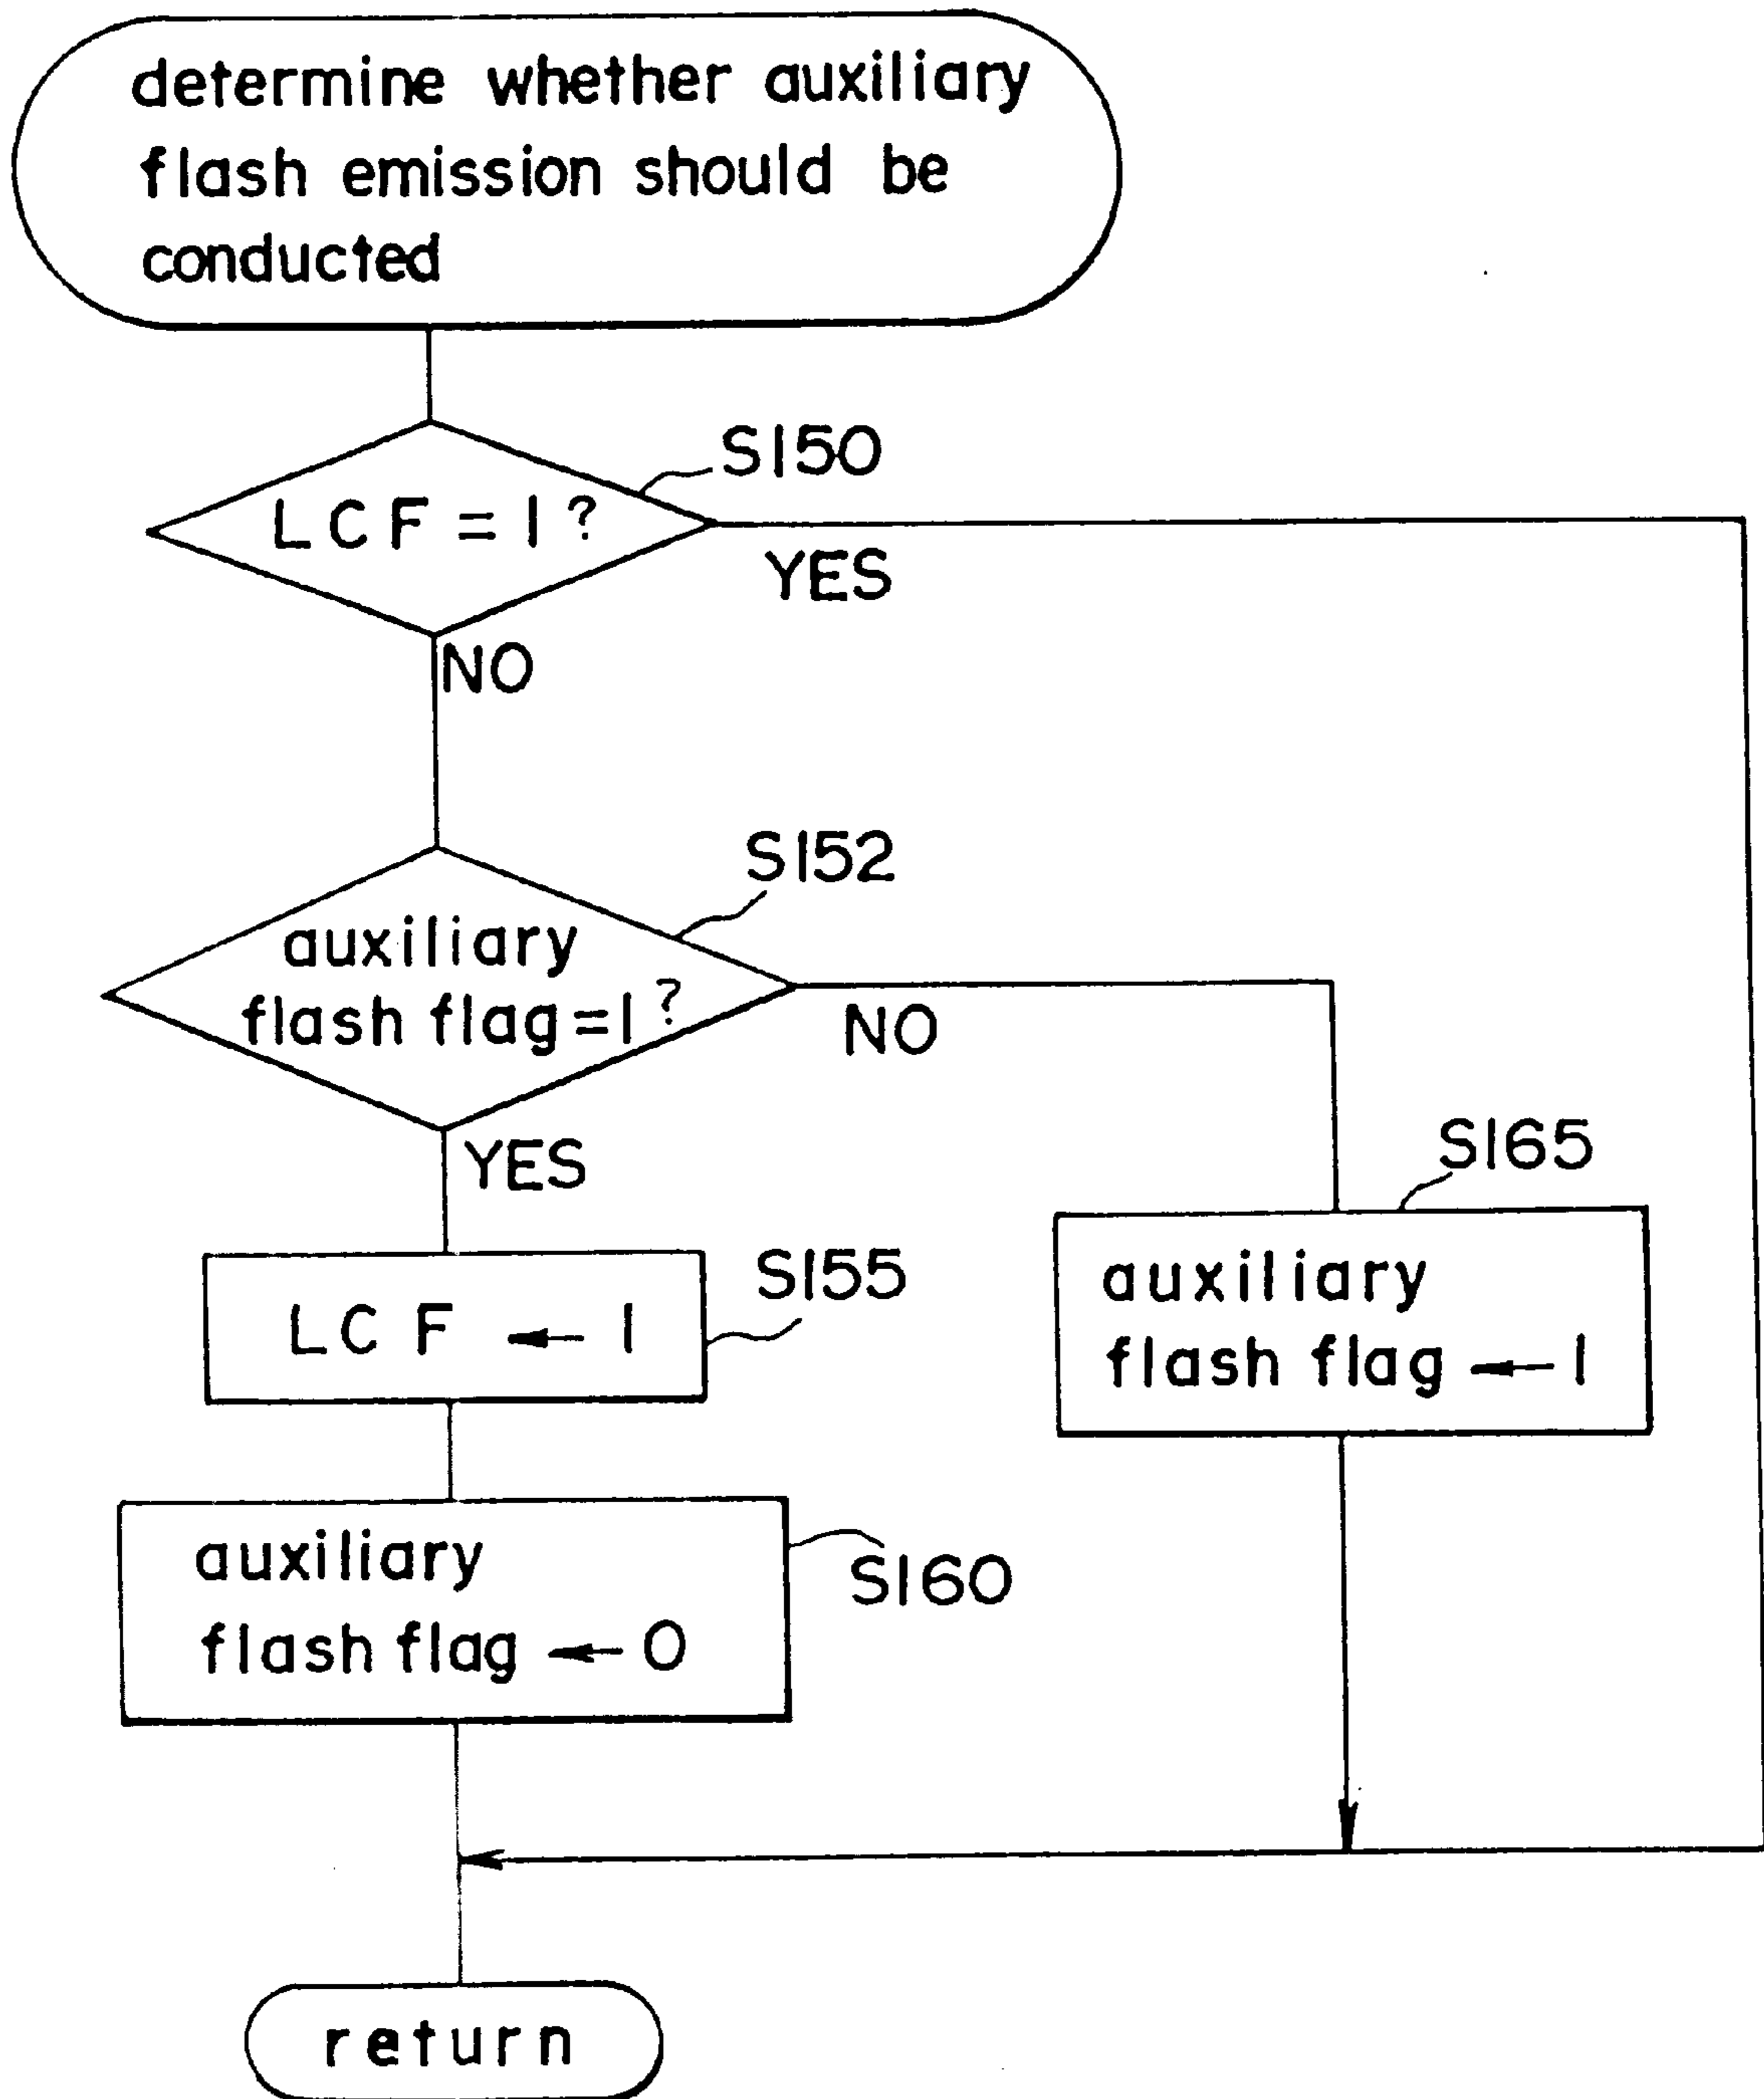 determine whether auxiliary
flash emission should be
conducted
S150
LCF = 1 ?
YES
NO
S152
auxiliary
flash flag = 1 ?
NO
YES
S165
auxiliary
flash flag ← 1
S155
LCF ← 1
S160
auxiliary
flash flag ← 0
return